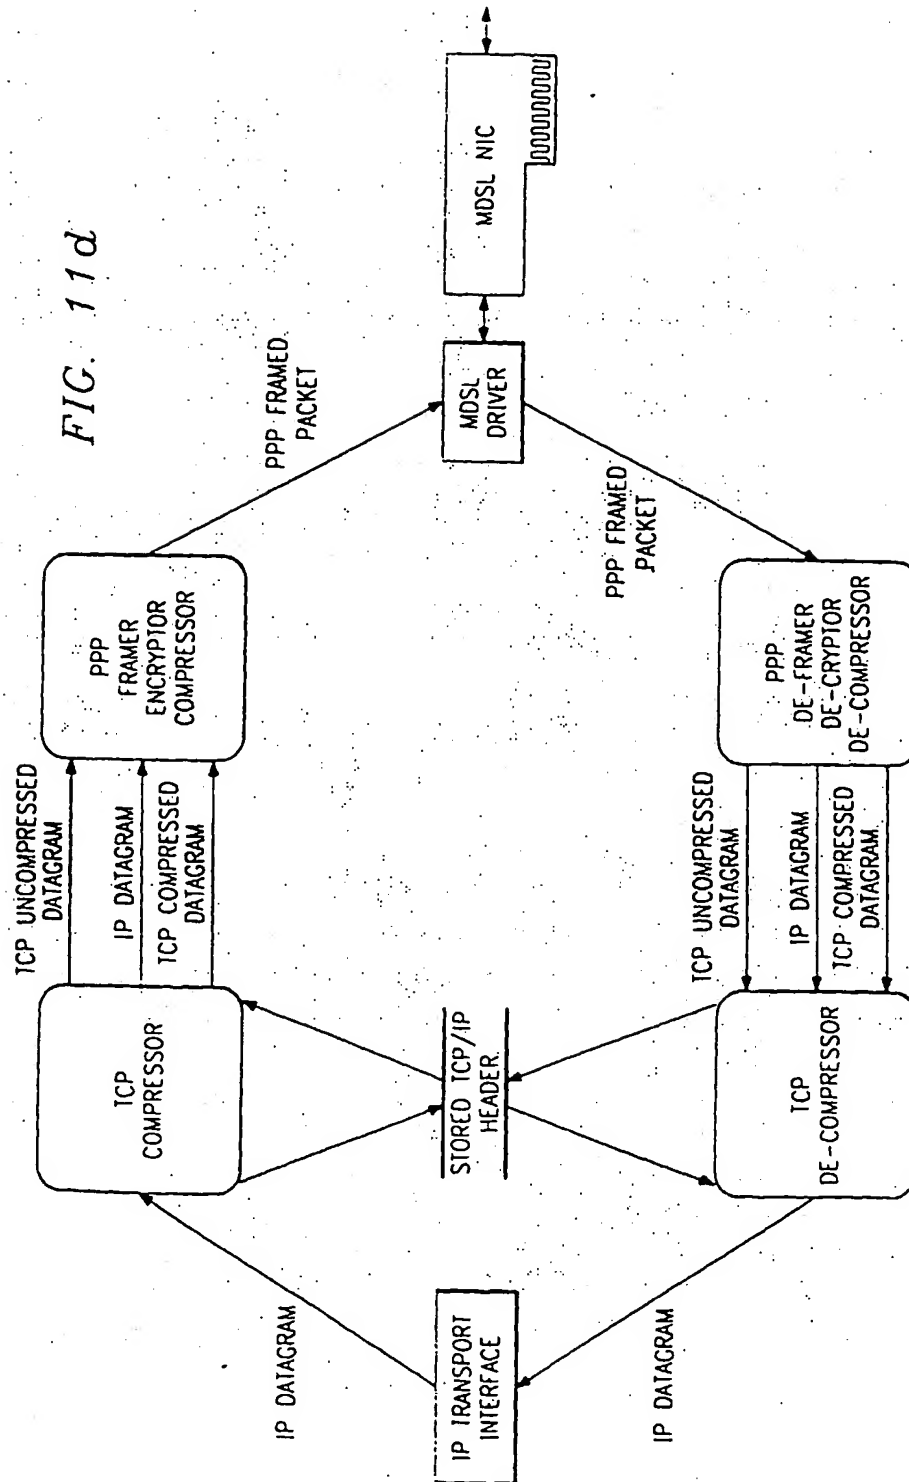 FIG. 11d
IP DATAGRAM
TCP
COMPRESSOR
TCP UNCOMPRESSED
DATAGRAM
IP DATAGRAM
TCP COMPRESSED
DATAGRAM
PPP
FRAMER
ENCRYPTOR
COMPRESSOR
PPP FRAMED
PACKET
IP TRANSPORT
INTERFACE
STORED TCP/IP
HEADER
MDSL
DRIVER
MDSL NIC
IP DATAGRAM
TCP
DE-COMPRESSOR
TCP UNCOMPRESSED
DATAGRAM
IP DATAGRAM
TCP COMPRESSED
DATAGRAM
PPP
DE-FRAMER
DE-CRYPTOR
DE-COMPRESSOR
PPP FRAMED
PACKET